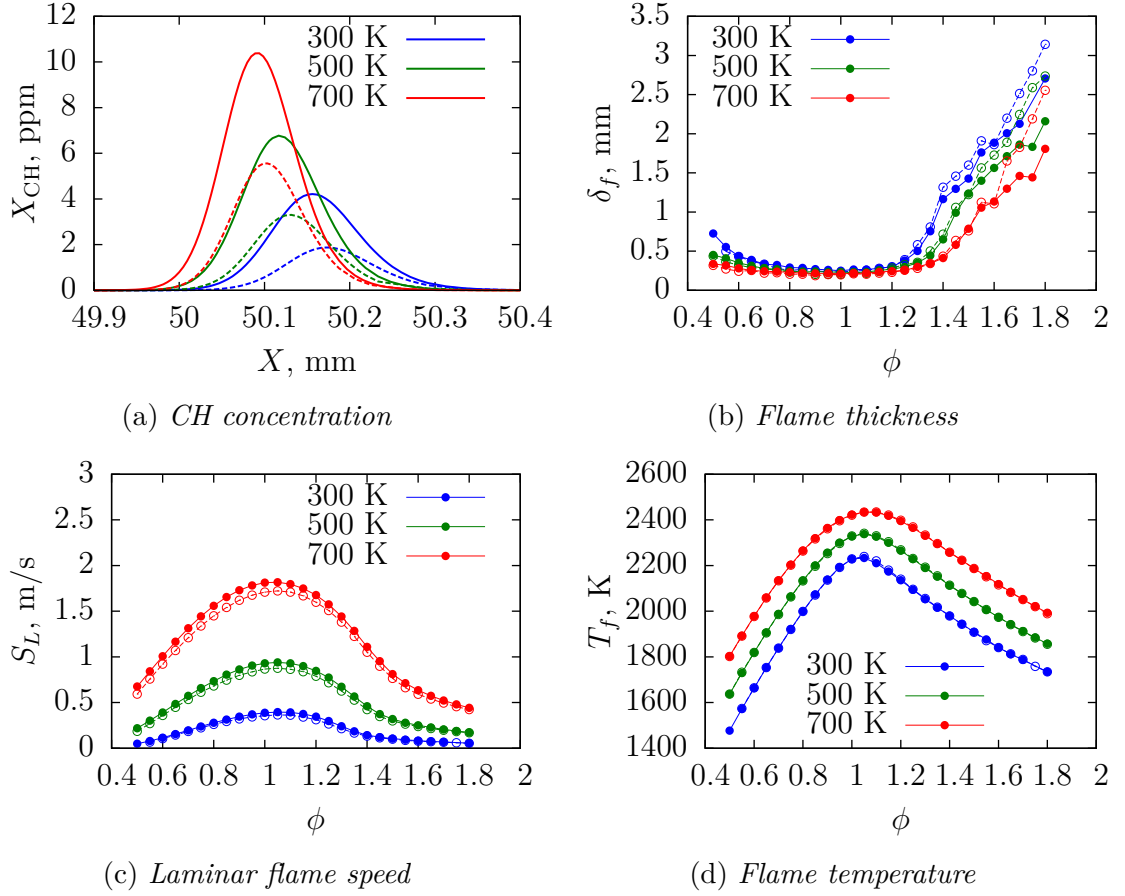 12
10
8
6
4
2
0
X_CH, ppm
300 K
500 K
700 K
49.9 50 50.1 50.2 50.3 50.4
X, mm
(a) CH concentration
3.5
3
2.5
2
1.5
1
0.5
0
δ_f, mm
300 K
500 K
700 K
0.4 0.6 0.8 1 1.2 1.4 1.6 1.8 2
ϕ
(b) Flame thickness
3
2.5
2
1.5
1
0.5
0
S_L, m/s
300 K
500 K
700 K
0.4 0.6 0.8 1 1.2 1.4 1.6 1.8 2
ϕ
(c) Laminar flame speed
2600
2400
2200
2000
1800
1600
1400
T_f, K
300 K
500 K
700 K
0.4 0.6 0.8 1 1.2 1.4 1.6 1.8 2
ϕ
(d) Flame temperature